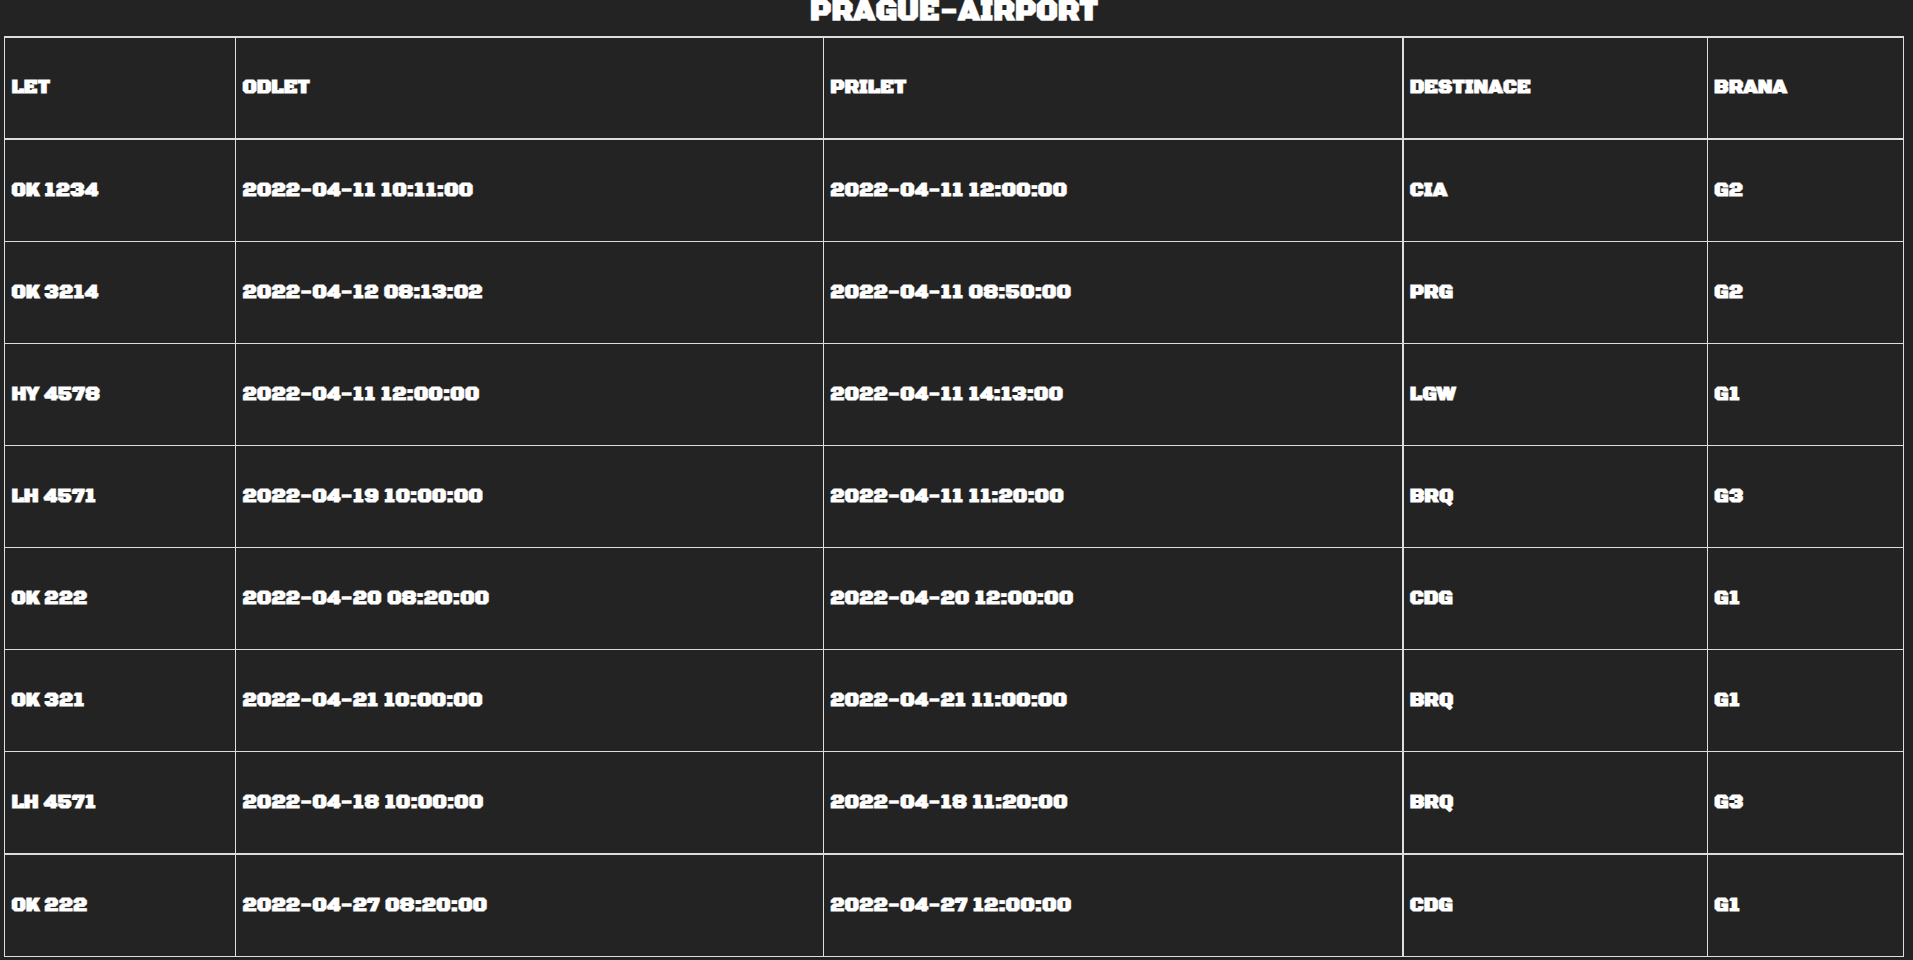 PRAGUE-AIRPORT
LET ODLET PRILET DESTINACE BRANA
OK 1234 2022-04-11 10:11:00 2022-04-11 12:00:00 CIA G2
OK 3214 2022-04-12 08:13:02 2022-04-11 08:50:00 PRG G2
HY 4578 2022-04-11 12:00:00 2022-04-11 14:13:00 LGW G1
LH 4571 2022-04-19 10:00:00 2022-04-11 11:20:00 BRQ G3
OK 222 2022-04-20 08:20:00 2022-04-20 12:00:00 CDG G1
OK 321 2022-04-21 10:00:00 2022-04-21 11:00:00 BRQ G1
LH 4571 2022-04-18 10:00:00 2022-04-18 11:20:00 BRQ G3
OK 222 2022-04-27 08:20:00 2022-04-27 12:00:00 CDG G1